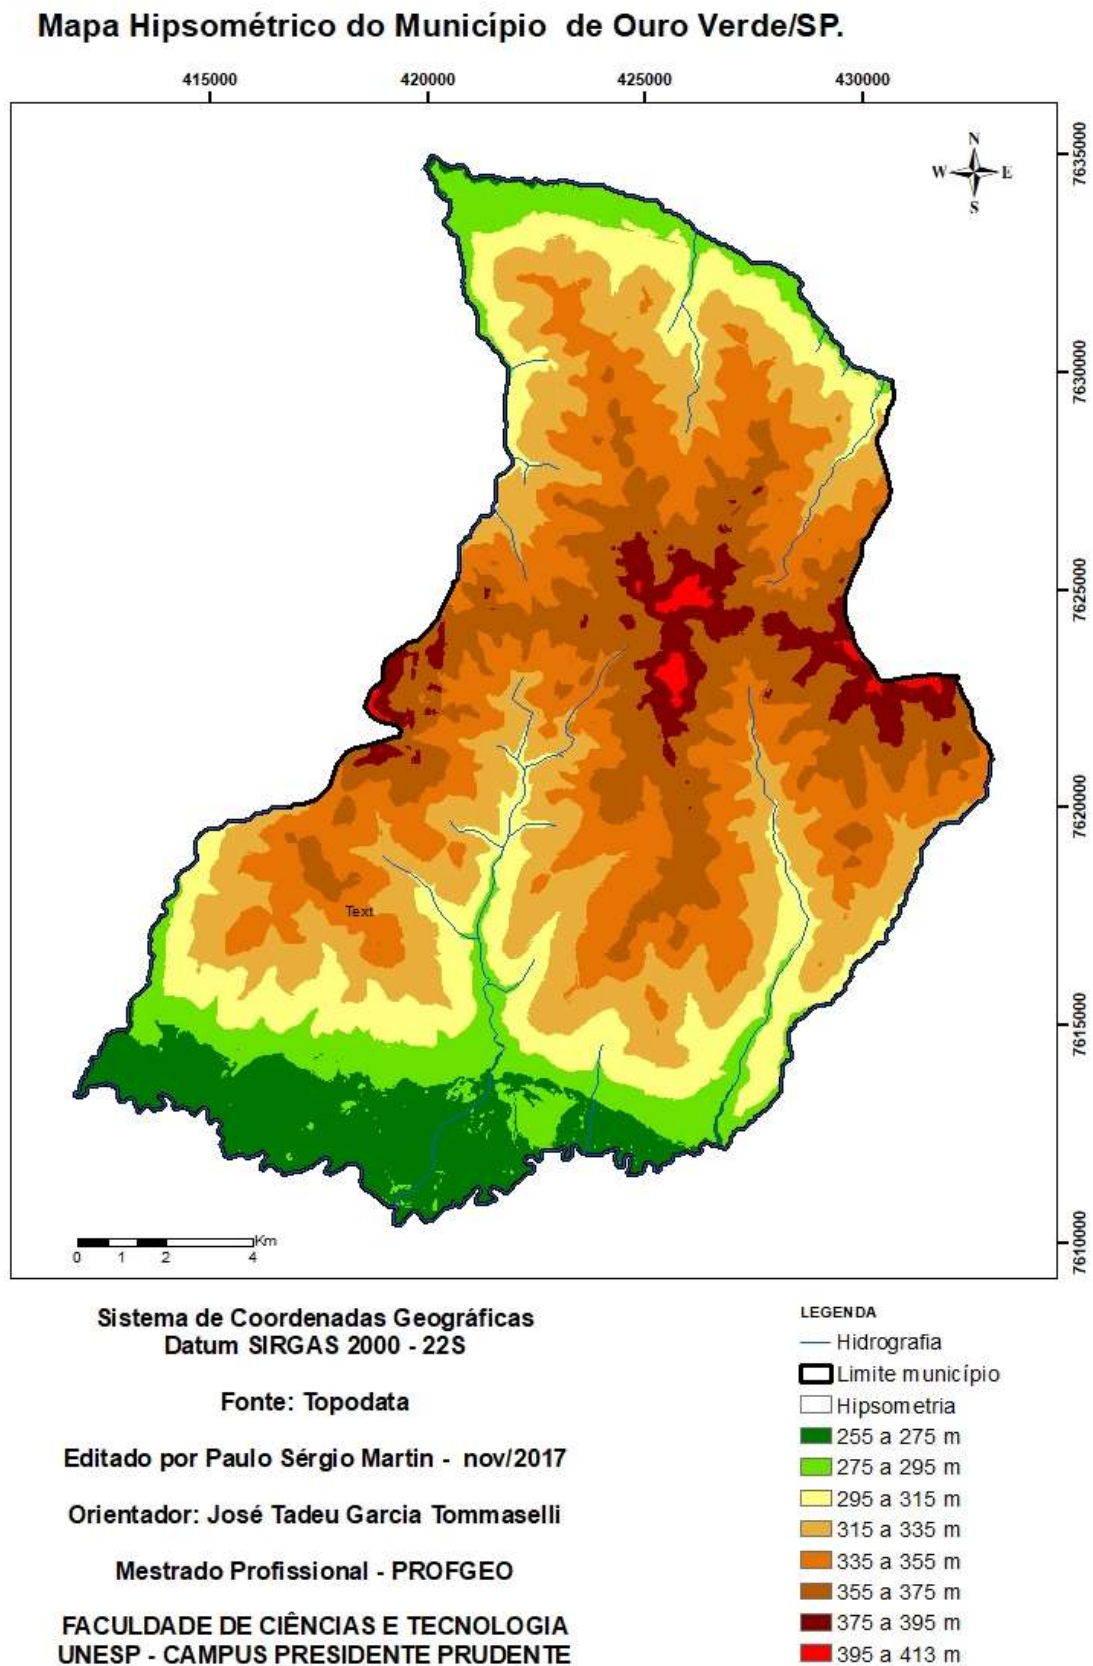 Mapa Hipsométrico do Município  de Ouro Verde/SP.
415000
420000
425000
430000
7635000
7630000
7625000
7620000
7615000
7610000
N
W
E
S
Text
Km
0
1
2
4
Sistema de Coordenadas Geográficas
Datum SIRGAS 2000 - 22S
Fonte: Topodata
Editado por Paulo Sérgio Martin -  nov/2017
Orientador: José Tadeu Garcia Tommaselli
Mestrado Profissional - PROFGEO
FACULDADE DE CIÊNCIAS E TECNOLOGIA
UNESP - CAMPUS PRESIDENTE PRUDENTE
LEGENDA
Hidrografia
Limite município
Hipsometria
255 a 275 m
275 a 295 m
295 a 315 m
315 a 335 m
335 a 355 m
355 a 375 m
375 a 395 m
395 a 413 m